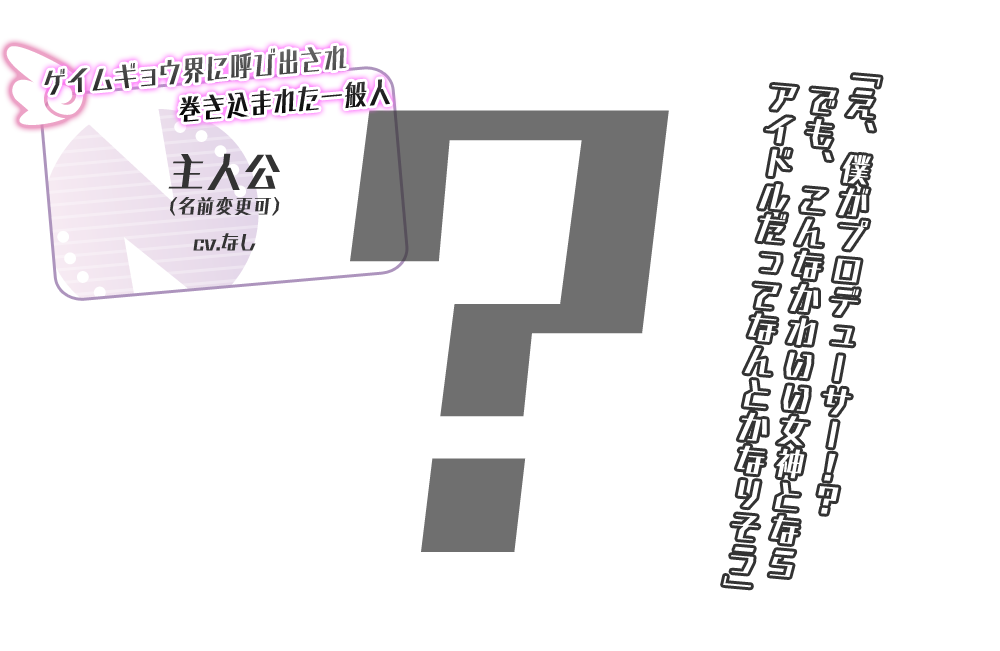 ゲイムギョウ界に呼び出され
巻き込まれた一般人
主人公
(名前変更可)
cv.なし
?
「え、僕がプロデューサー!?
でも、こんなかわいい女神となら
アイドルだってなんとかなりそう」